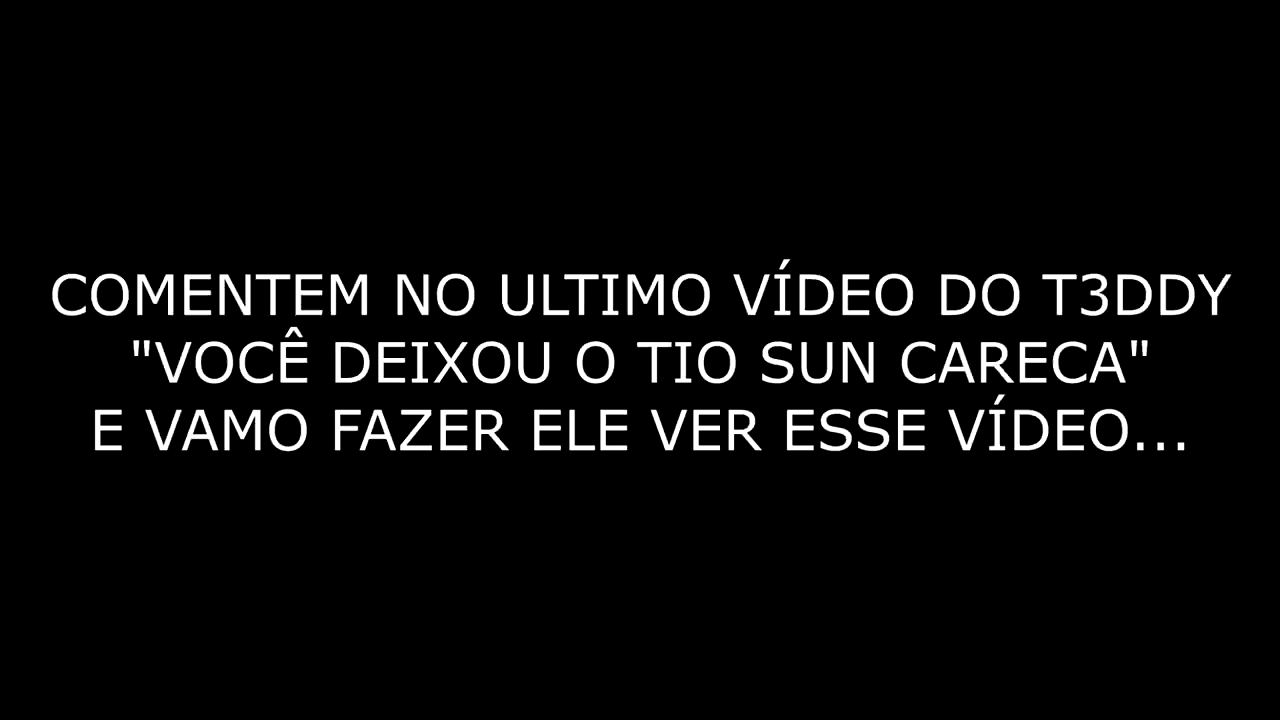 COMENTEM NO ULTIMO VÍDEO DO T3DDY
"VOCÊ DEIXOU O TIO SUN CARECA"
E VAMO FAZER ELE VER ESSE VÍDEO...